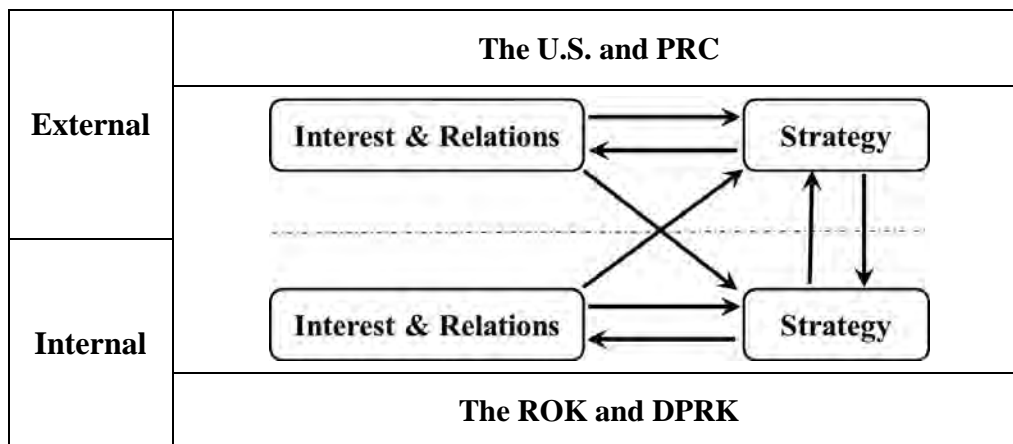 The U.S. and PRC
External
Interest & Relations
Strategy
Interest & Relations
Strategy
Internal
The ROK and DPRK